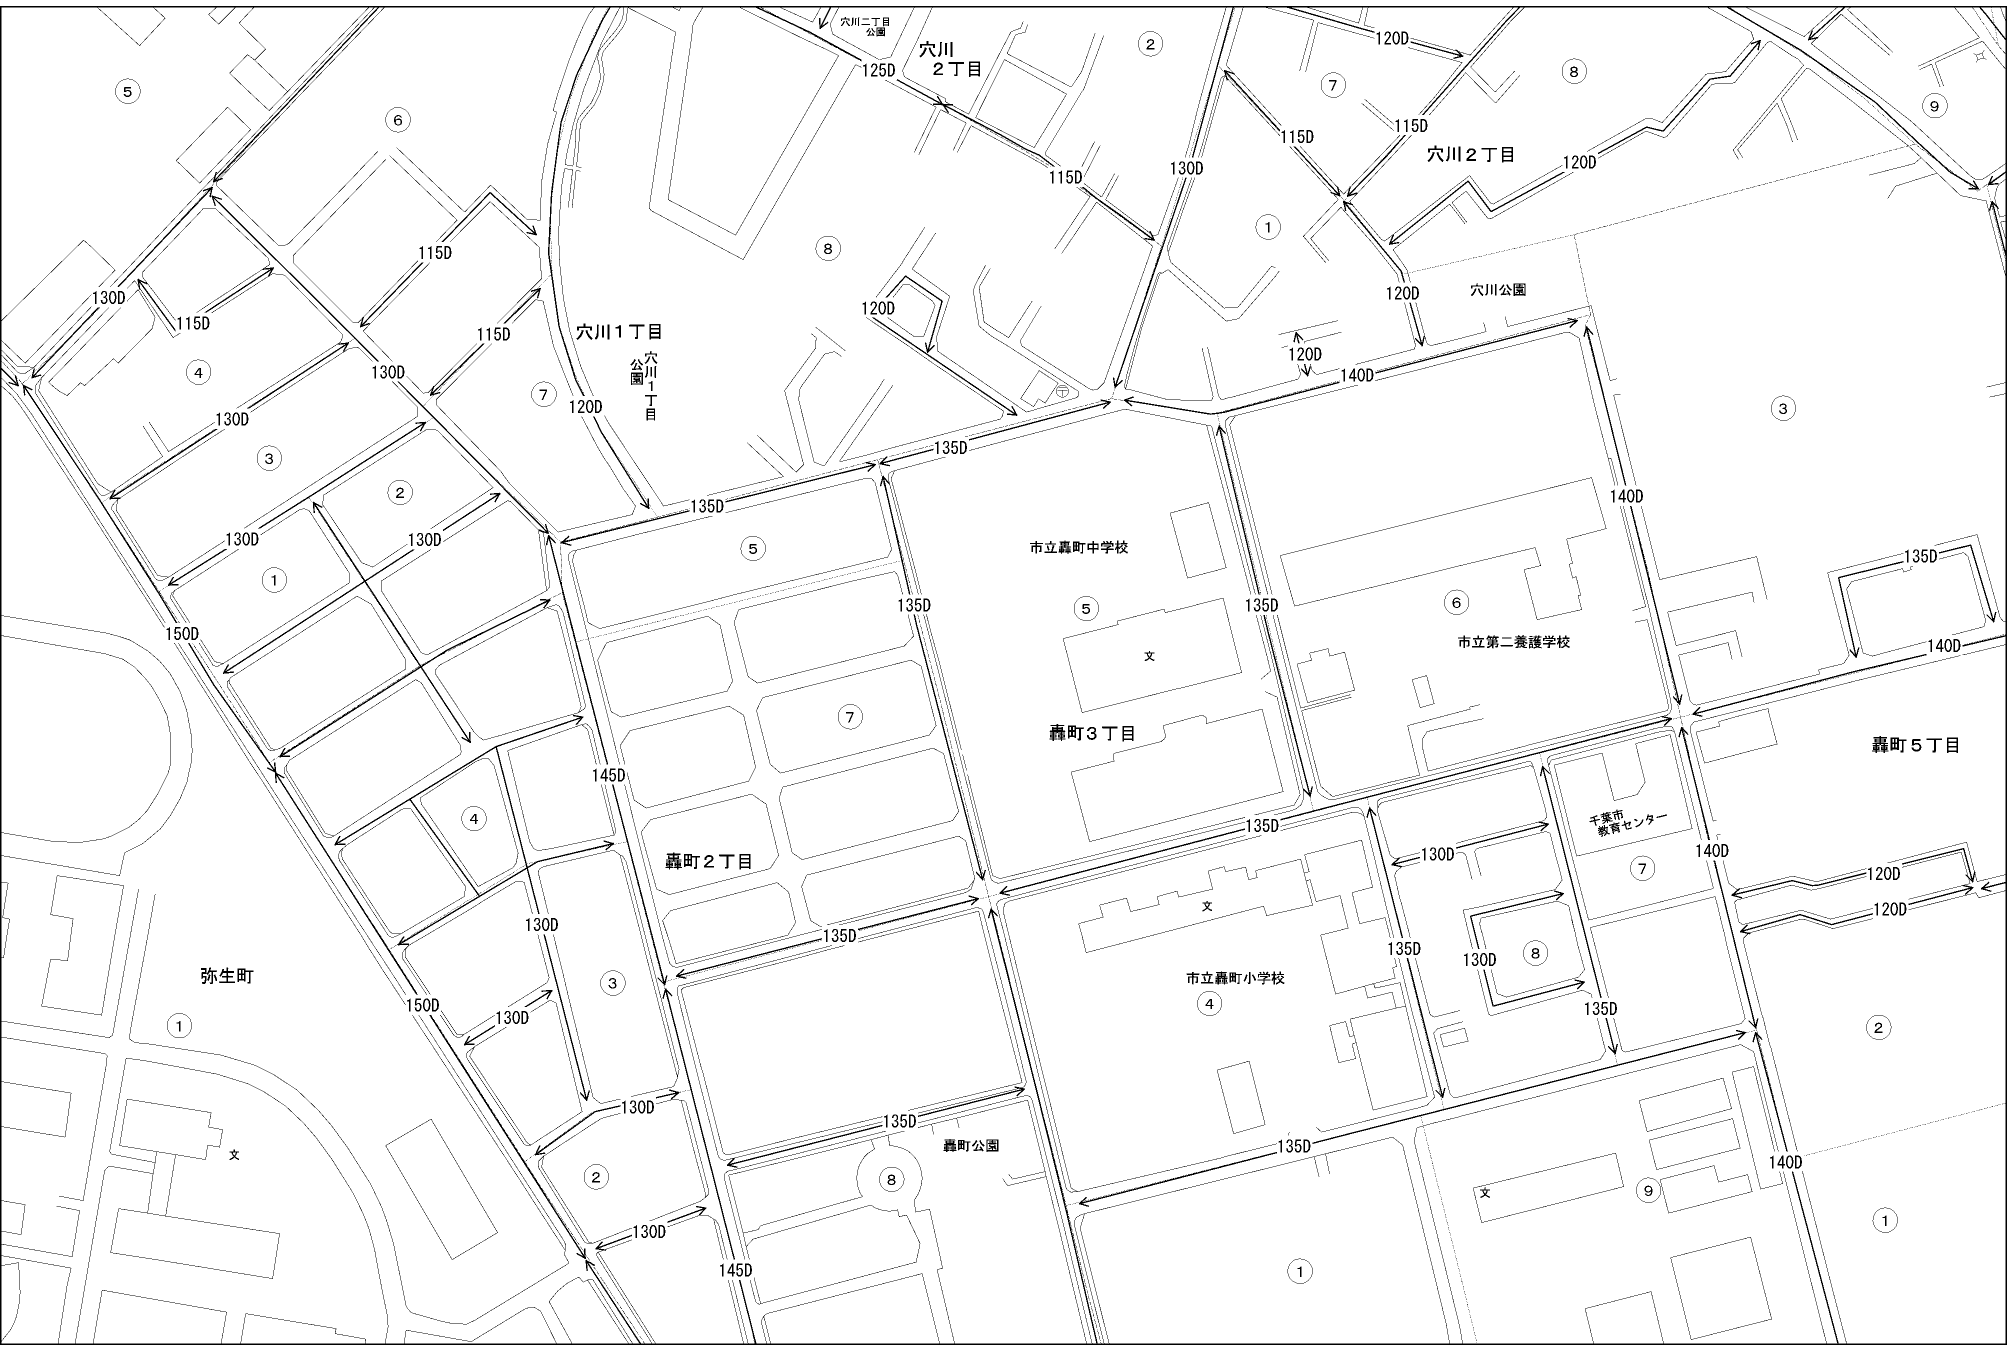 穴川二丁目
公園
穴川
２丁目
②
120D
125D
⑤
⑥
⑦
⑧
⑨
115D
115D
穴川２丁目
120D
115D
130D
①
⑧
115D
130D
115D
120D
120D
穴川公園
115D
穴川１丁目
穴川１丁目
公園
④
130D
⑦
120D
120D
140D
③
130D
③
②
135D
135D
140D
130D
130D
⑤
市立轟町中学校
135D
①
135D
135D
⑤
⑥
150D
市立第二養護学校
文
140D
⑦
轟町３丁目
轟町５丁目
145D
④
135D
千葉市
教育センター
轟町２丁目
130D
140D
⑦
120D
文
120D
130D
135D
135D
⑧
130D
弥生町
③
市立轟町小学校
150D
④
130D
135D
①
②
130D
135D
轟町公園
135D
文
140D
②
⑧
文
⑨
130D
①
145D
①